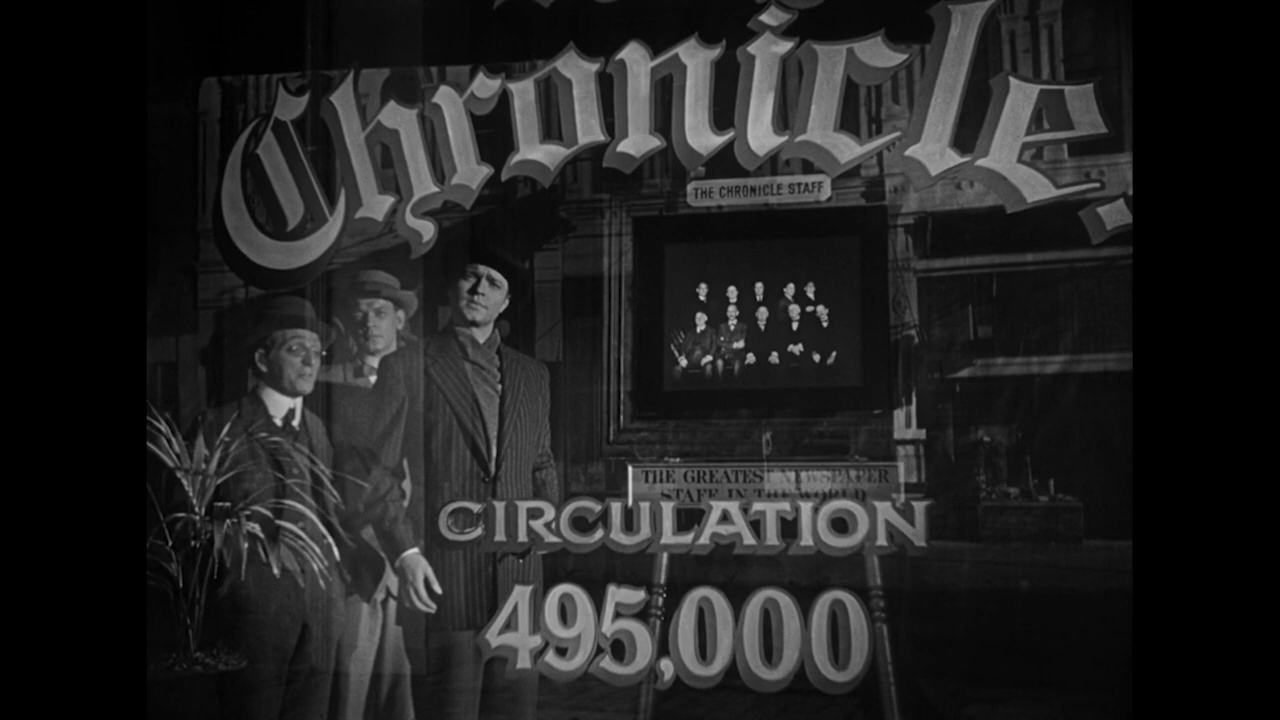 Chronicle.
THE CHRONICLE STAFF
THE GREATEST NEWSPAPER
STAFF IN THE WORLD
CIRCULATION
495,000